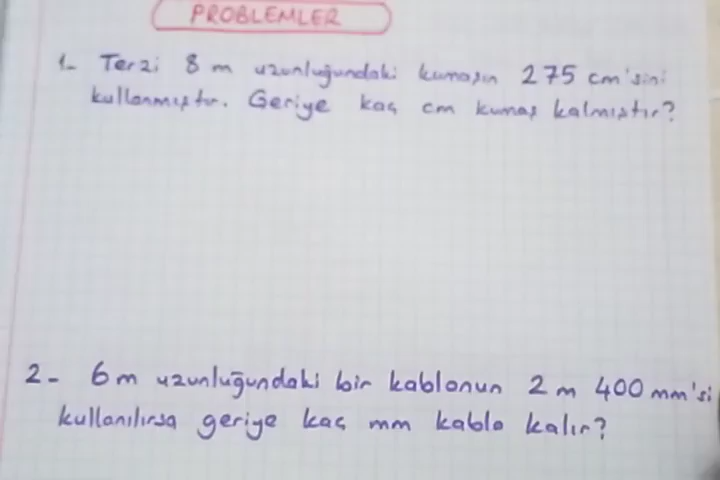 PROBLEMLER
1- Terzi 8 m uzunluğundaki kumaşın 275 cm'sini
kullanmıştır. Geriye kaç cm kumaş kalmıştır?
2- 6m uzunluğundaki bir kablonun 2 m 400 mm'si
kullanılırsa geriye kaç mm kablo kalır?